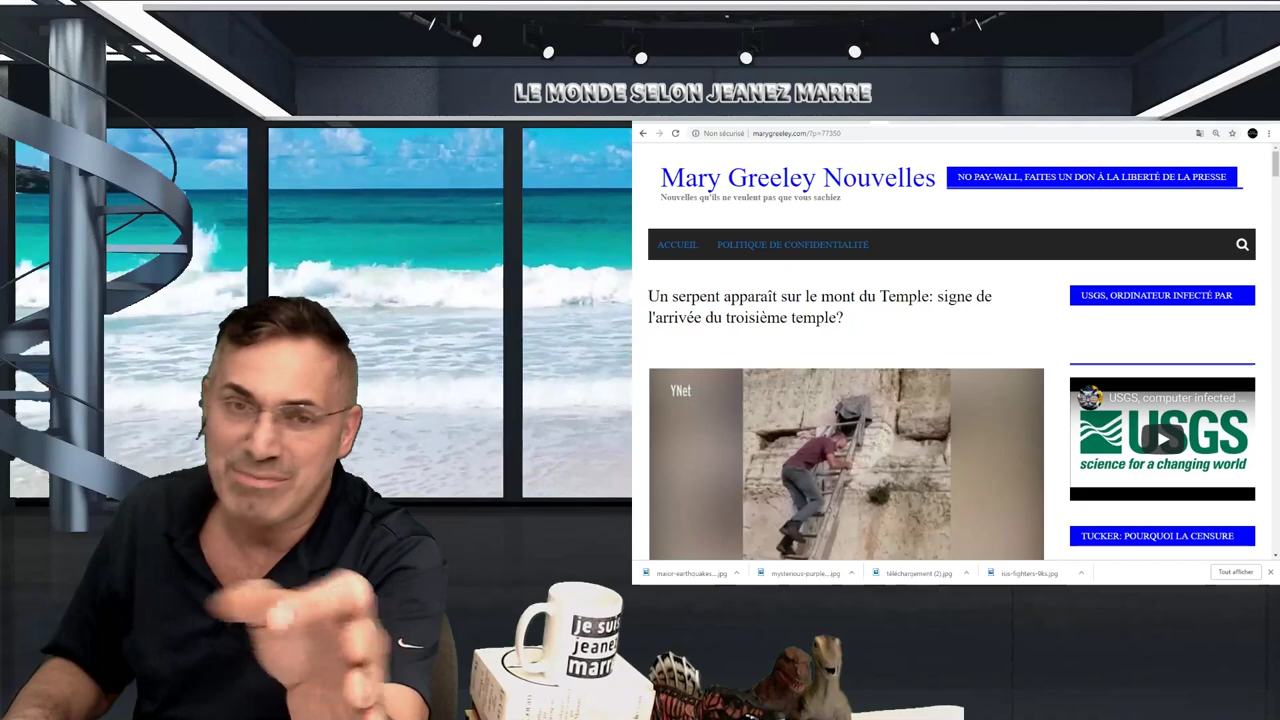 LE MONDE SELON JEANEZ MARRE
Non sécurisé
marygreeley.com/?p=77350
Mary Greeley Nouvelles
NO PAY-WALL, FAITES UN DON À LA LIBERTÉ DE LA PRESSE
Nouvelles qu'ils ne veulent pas que vous sachiez
ACCUEIL
POLITIQUE DE CONFIDENTIALITÉ
Un serpent apparaît sur le mont du Temple: signe de
l'arrivée du troisième temple?
USGS, ORDINATEUR INFECTÉ PAR
YNet
USGS, computer infected ...
USGS
science for a changing world
TUCKER: POURQUOI LA CENSURE
maior-earthouakes....jpg
mysterious-purple....jpg
téléchargement (2).jpg
isis-fighters-9ks.jpg
Tout afficher
je suis
jeanez
marre